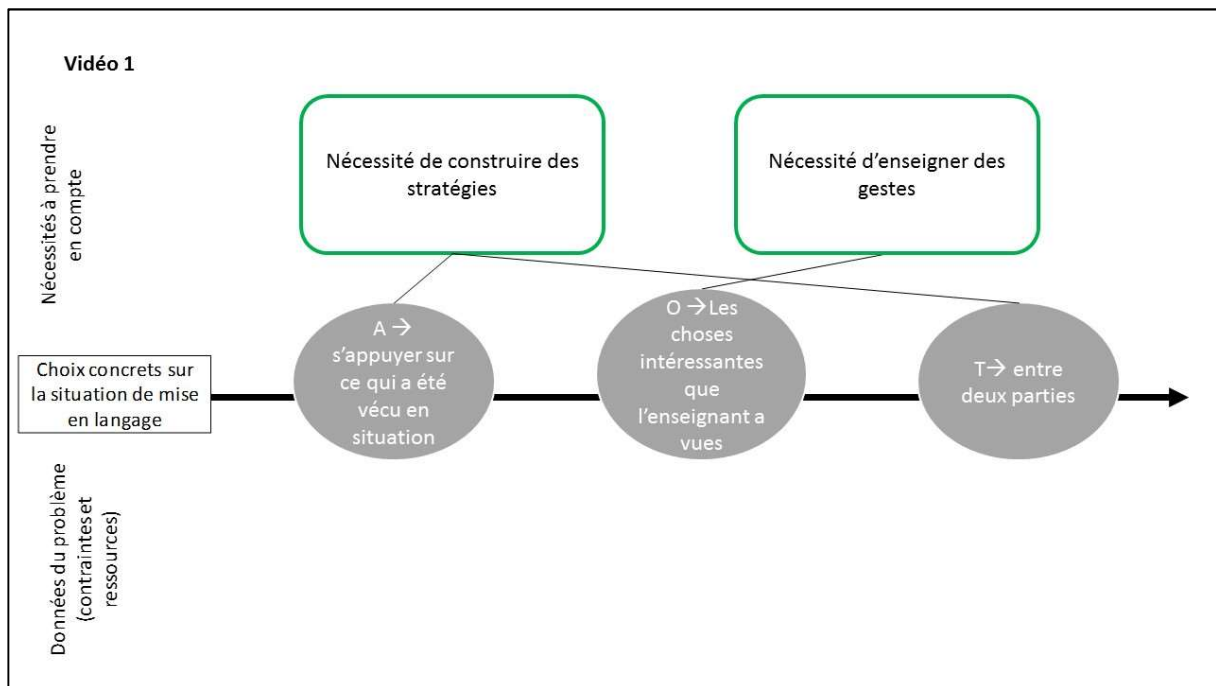 Vidéo 1
Nécessités à prendre
en compte
Nécessité de construire des
stratégies
Nécessité d'enseigner des
gestes
Choix concrets sur
la situation de mise
en langage
A →
s'appuyer sur
ce qui a été
vécu en
situation
O →Les
choses
intéressantes
que
l'enseignant a
vues
T→ entre
deux parties
Données du problème
(contraintes et
ressources)